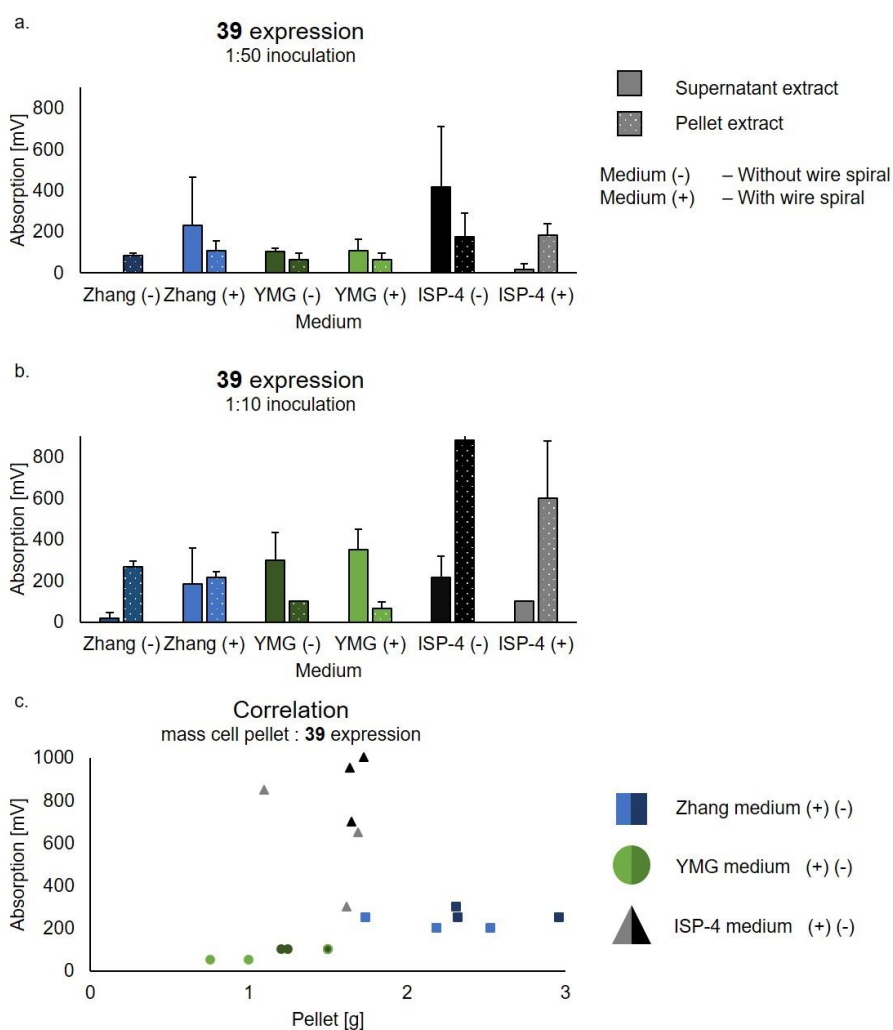 a.
39 expression
1:50 inoculation
Absorption [mV]
800
600
400
200
0
Zhang (-) Zhang (+) YMG (-) YMG (+) ISP-4 (-) ISP-4 (+)
Medium
Supernatant extract
Pellet extract
Medium (-) – Without wire spiral
Medium (+) – With wire spiral
b.
39 expression
1:10 inoculation
Absorption [mV]
800
600
400
200
0
Zhang (-) Zhang (+) YMG (-) YMG (+) ISP-4 (-) ISP-4 (+)
Medium
c.
Correlation
mass cell pellet : 39 expression
Absorption [mV]
1000
800
600
400
200
0
0 1 2 3
Pellet [g]
Zhang medium (+) (-)
YMG medium (+) (-)
ISP-4 medium (+) (-)